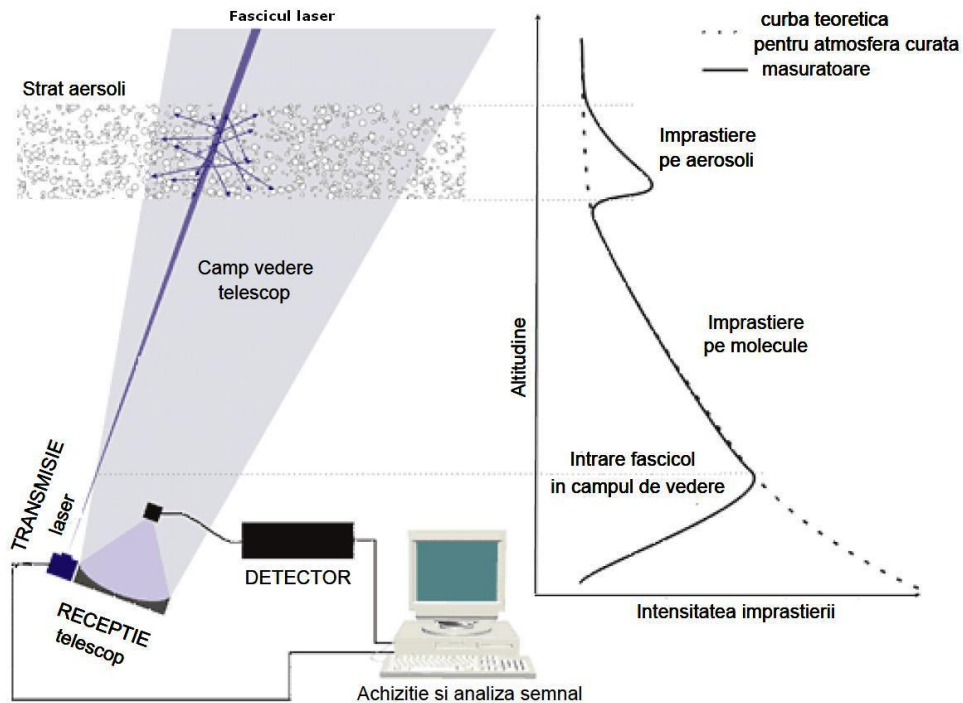 Fascicul laser
Strat aersoli
Camp vedere
telescop
TRANSMISIE
laser
RECEPTIE
telescop
DETECTOR
Achizitie si analiza semnal
curba teoretica
pentru atmosfera curata
masuratoare
Imprastiere
pe aerosoli
Imprastiere
pe molecule
Intrare fascicol
in campul de vedere
Altitudine
Intensitatea imprastierii